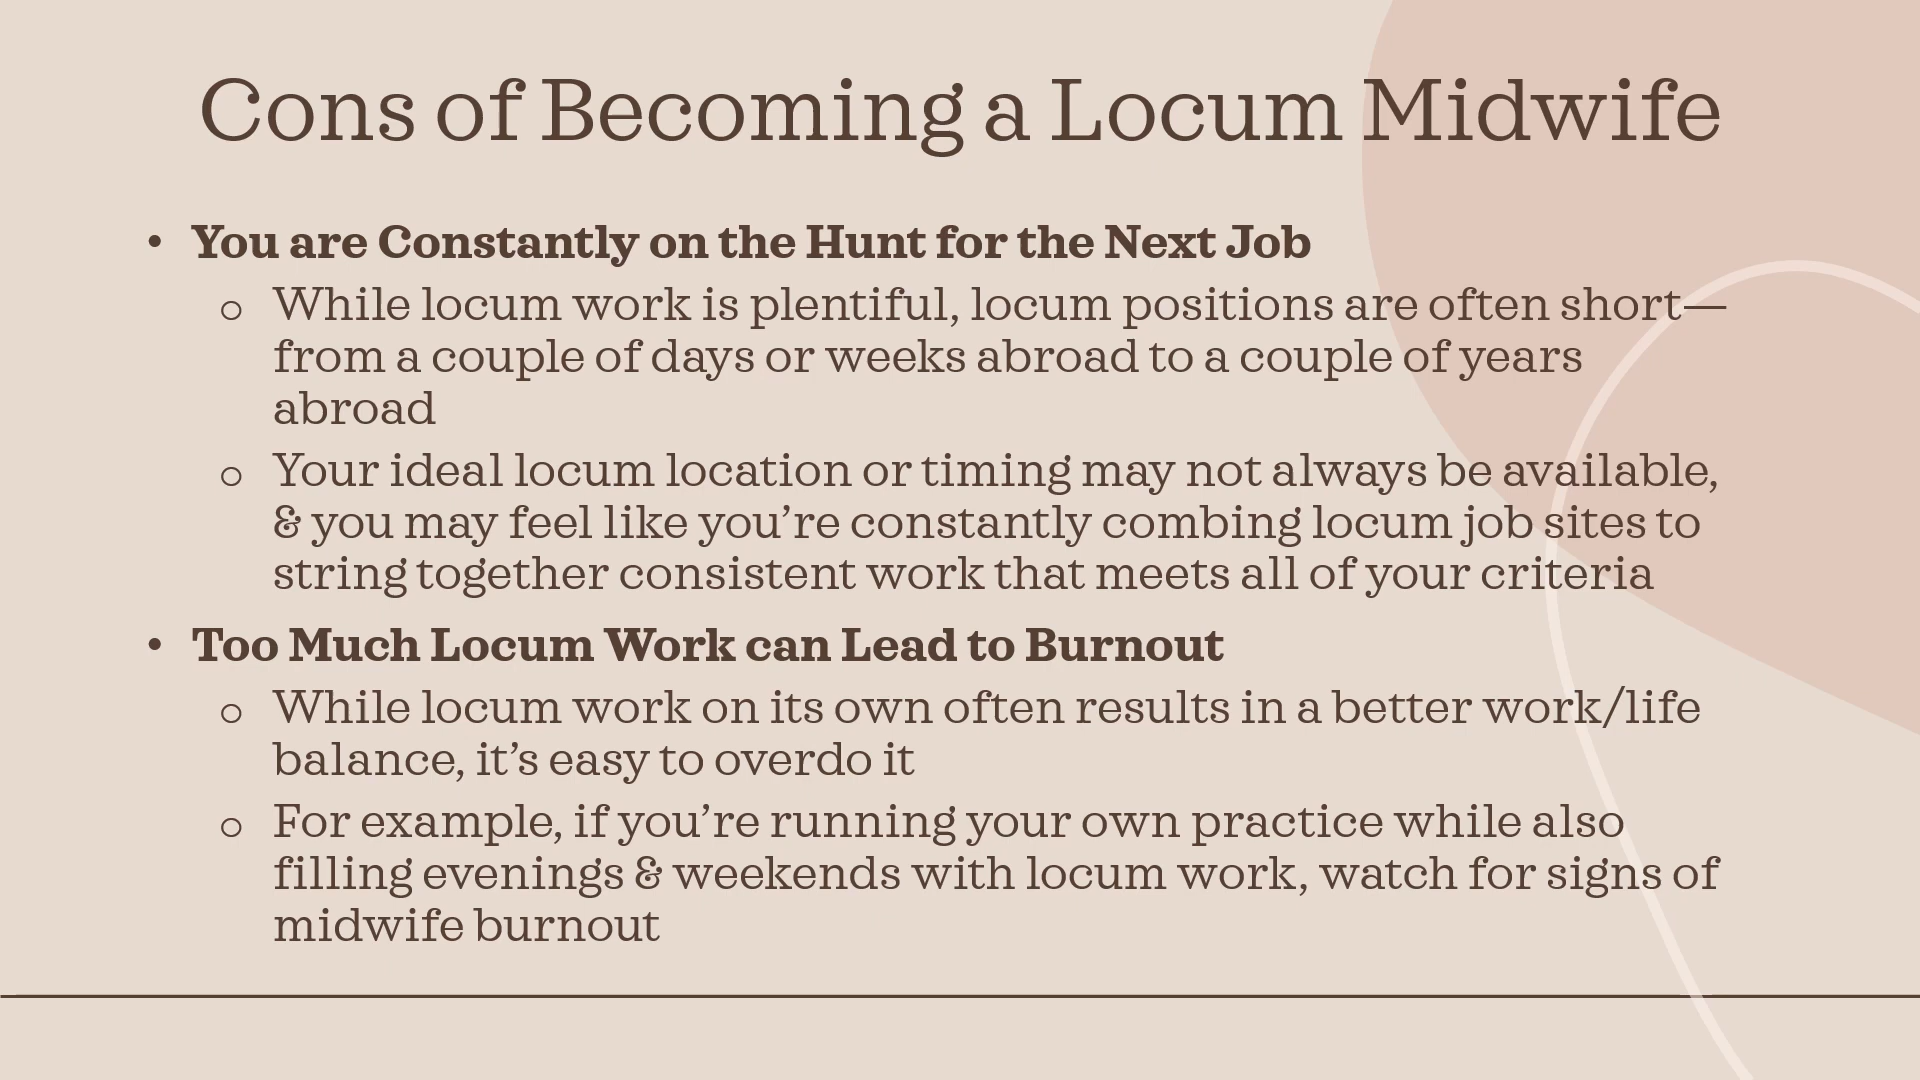 Cons of Becoming a Locum Midwife
• You are Constantly on the Hunt for the Next Job
o While locum work is plentiful, locum positions are often short—
from a couple of days or weeks abroad to a couple of years
abroad
o Your ideal locum location or timing may not always be available,
& you may feel like you’re constantly combing locum job sites to
string together consistent work that meets all of your criteria
• Too Much Locum Work can Lead to Burnout
o While locum work on its own often results in a better work/life
balance, it’s easy to overdo it
o For example, if you’re running your own practice while also
filling evenings & weekends with locum work, watch for signs of
midwife burnout